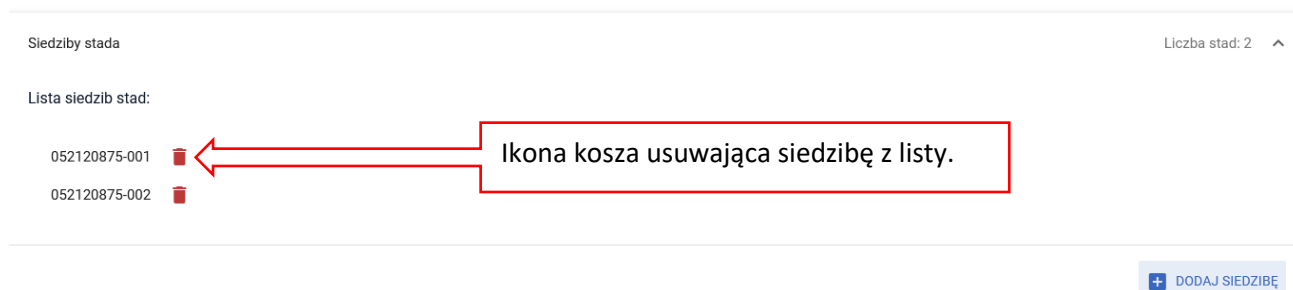 Siedziby stada
Liczba stad: 2
Lista siedzib stad:
052120875-001
Ikona kosza usuwająca siedzibę z listy.
052120875-002
DODAJ SIEDZIBĘ